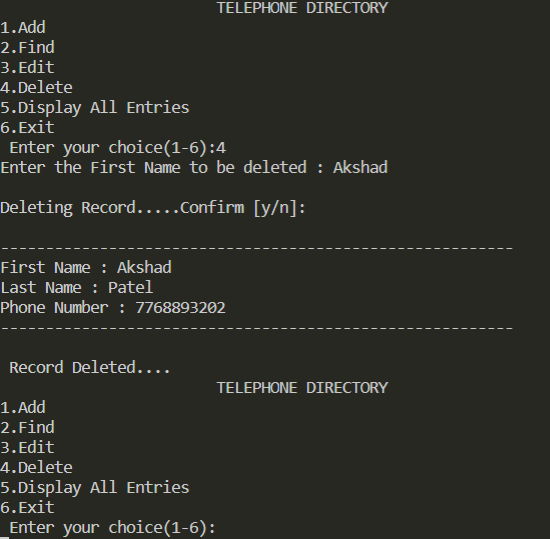 TELEPHONE DIRECTORY
1.Add
2.Find
3.Edit
4.Delete
5.Display All Entries
6.Exit
Enter your choice(1-6):4
Enter the First Name to be deleted : Akshad
Deleting Record.....Confirm [y/n]:
---------------------------------------------------------
First Name : Akshad
Last Name : Patel
Phone Number : 7768893202
---------------------------------------------------------
Record Deleted....
TELEPHONE DIRECTORY
1.Add
2.Find
3.Edit
4.Delete
5.Display All Entries
6.Exit
Enter your choice(1-6):